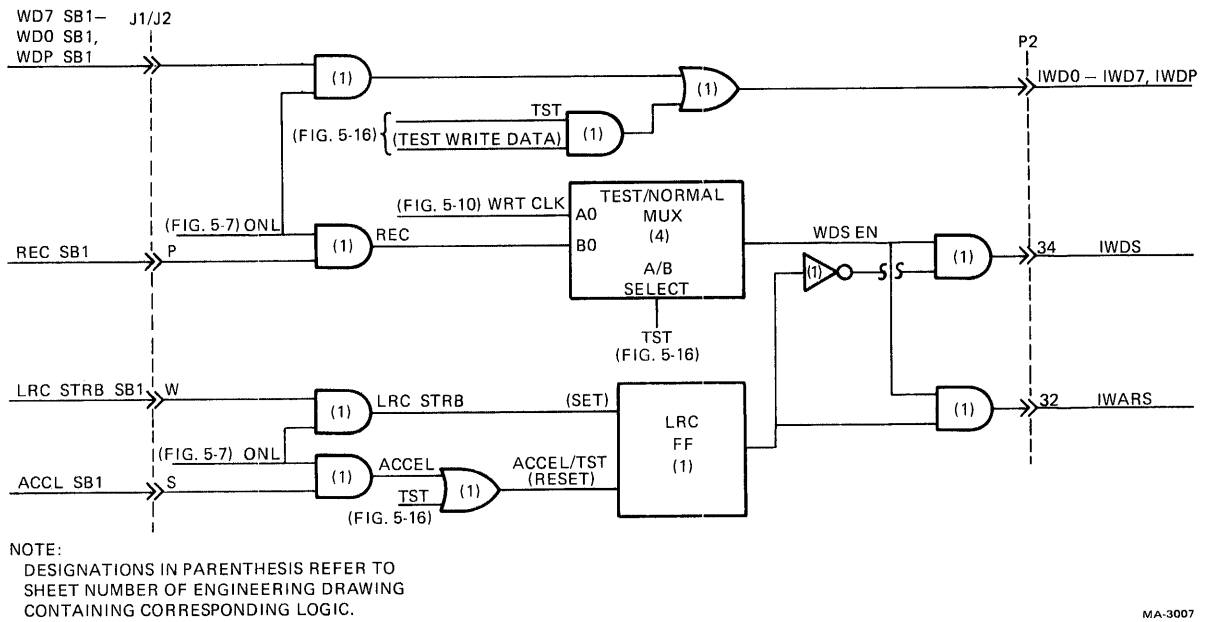 WD7 SB1–
WD0 SB1,
WDP SB1
J1/J2
P2
(1)
(1)
IWD0 – IWD7, IWDP
(FIG. 5-16)
TST
(TEST WRITE DATA)
(1)
(FIG. 5-10) WRT CLK
TEST/NORMAL
MUX
(4)
A0
B0
A/B
SELECT
(FIG. 5-7) ONL
REC SB1
P
(1)
REC
WDS EN
(1)
(1)
34
IWDS
TST
(FIG. 5-16)
LRC STRB SB1
W
(1)
LRC STRB
(SET)
LRC
FF
(1)
(1)
32
IWARS
(FIG. 5-7) ONL
ACCL SB1
S
(1)
ACCEL
TST
(FIG. 5-16)
(1)
ACCEL/TST
(RESET)
NOTE:
DESIGNATIONS IN PARENTHESIS REFER TO
SHEET NUMBER OF ENGINEERING DRAWING
CONTAINING CORRESPONDING LOGIC.
MA-3007